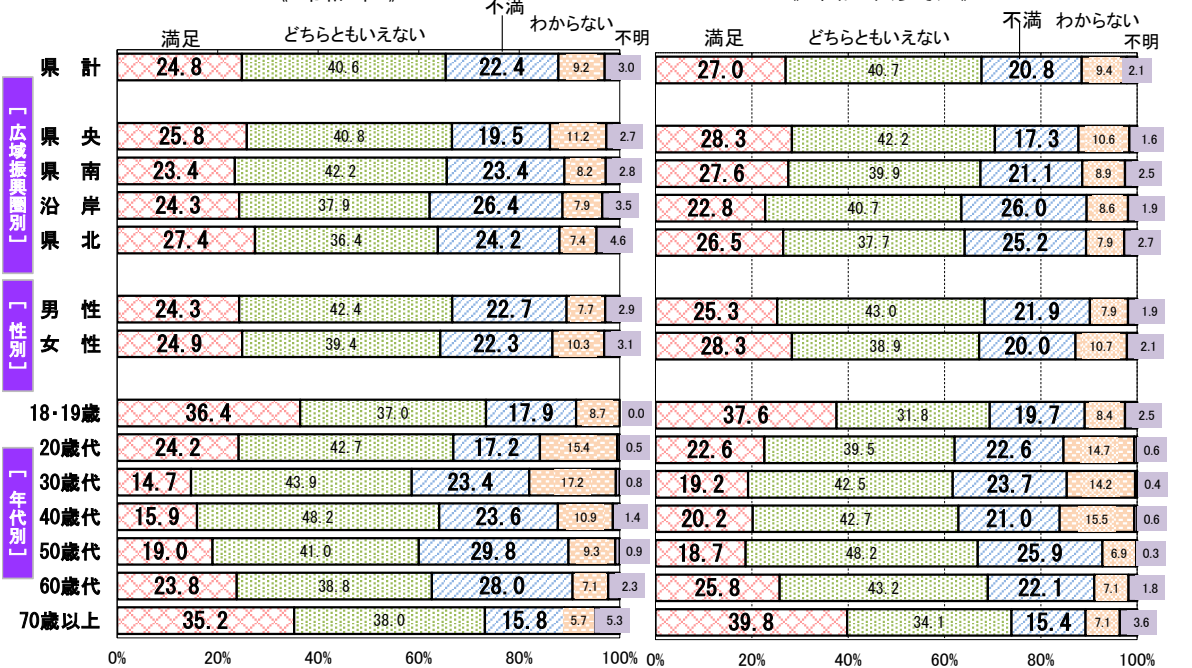 不満 わからない
満足 どちらともいえない 不明
県 計 24.8 40.6 22.4 9.2 3.0
[広域振興圏別]
県 央 25.8 40.8 19.5 11.2 2.7
県 南 23.4 42.2 23.4 8.2 2.8
沿 岸 24.3 37.9 26.4 7.9 3.5
県 北 27.4 36.4 24.2 7.4 4.6
[性別]
男 性 24.3 42.4 22.7 7.7 2.9
女 性 24.9 39.4 22.3 10.3 3.1
[年代別]
18・19歳 36.4 37.0 17.9 8.7 0.0
20歳代 24.2 42.7 17.2 15.4 0.5
30歳代 14.7 43.9 23.4 17.2 0.8
40歳代 15.9 48.2 23.6 10.9 1.4
50歳代 19.0 41.0 29.8 9.3 0.9
60歳代 23.8 38.8 28.0 7.1 2.3
70歳以上 35.2 38.0 15.8 5.7 5.3
0% 20% 40% 60% 80% 100%
不満 わからない
満足 どちらともいえない 不明
27.0 40.7 20.8 9.4 2.1
28.3 42.2 17.3 10.6 1.6
27.6 39.9 21.1 8.9 2.5
22.8 40.7 26.0 8.6 1.9
26.5 37.7 25.2 7.9 2.7
25.3 43.0 21.9 7.9 1.9
28.3 38.9 20.0 10.7 2.1
37.6 31.8 19.7 8.4 2.5
22.6 39.5 22.6 14.7 0.6
19.2 42.5 23.7 14.2 0.4
20.2 42.7 21.0 15.5 0.6
18.7 48.2 25.9 6.9 0.3
25.8 43.2 22.1 7.1 1.8
39.8 34.1 15.4 7.1 3.6
0% 20% 40% 60% 80% 100%